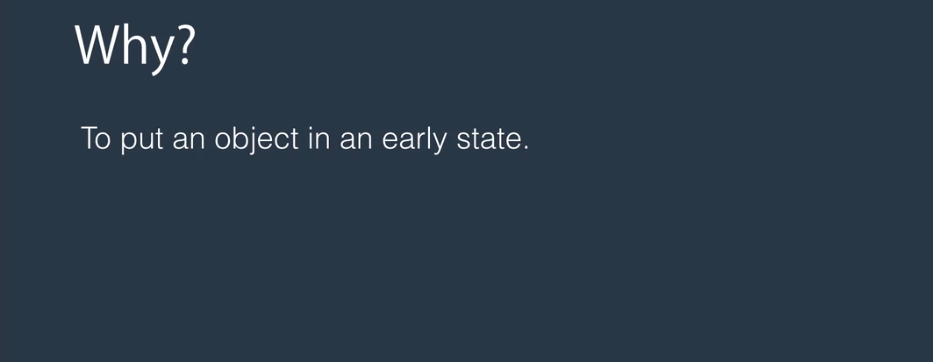 Why?
To put an object in an early state.